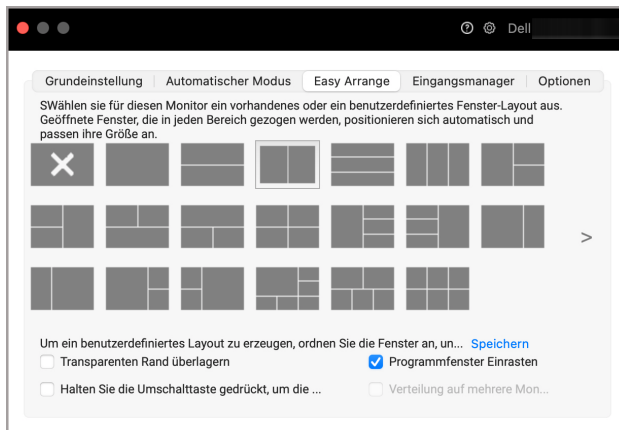 Dell
Grundeinstellung
Automatischer Modus
Easy Arrange
Eingangsmanager
Optionen
SWählen sie für diesen Monitor ein vorhandenes oder ein benutzerdefiniertes Fenster-Layout aus.
Geöffnete Fenster, die in jeden Bereich gezogen werden, positionieren sich automatisch und
passen ihre Größe an.
>
Um ein benutzerdefiniertes Layout zu erzeugen, ordnen Sie die Fenster an, un... Speichern
Transparenten Rand überlagern
Programmfenster Einrasten
Halten Sie die Umschalttaste gedrückt, um die ...
Verteilung auf mehrere Mon...